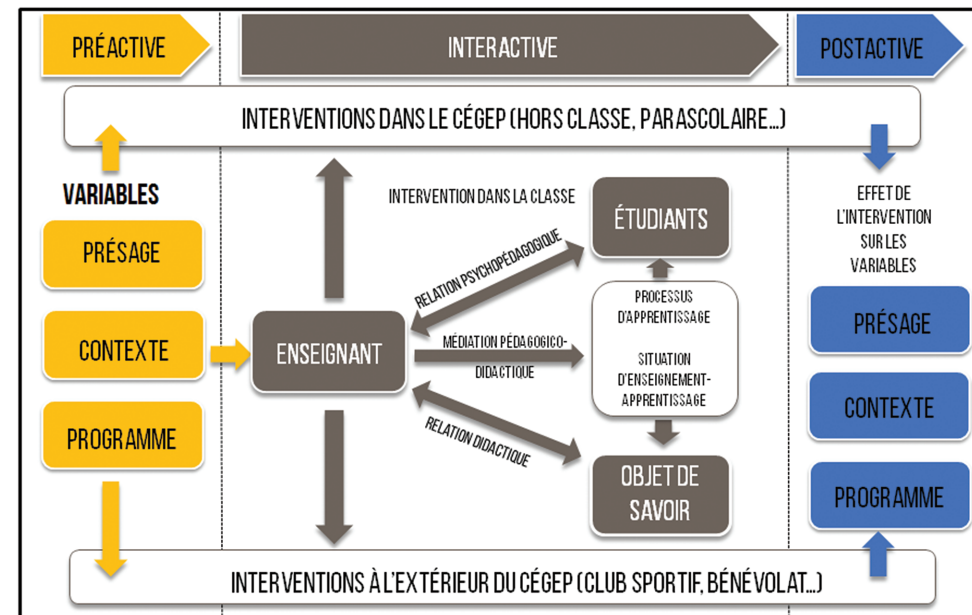 PRÉACTIVE
INTERACTIVE
POSTACTIVE
INTERVENTIONS DANS LE CÉGEP (HORS CLASSE, PARASCOLAIRE...)
VARIABLES
PRÉSAGE
CONTEXTE
PROGRAMME
ENSEIGNANT
INTERVENTION DANS LA CLASSE
RELATION PSYCHOPÉDAGOGIQUE
MÉDIATION PÉDAGOGICO-
DIDACTIQUE
RELATION DIDACTIQUE
ÉTUDIANTS
PROCESSUS
D'APPRENTISSAGE
SITUATION
D'ENSEIGNEMENT-
APPRENTISSAGE
OBJET DE
SAVOIR
EFFET DE
L'INTERVENTION
SUR LES
VARIABLES
PRÉSAGE
CONTEXTE
PROGRAMME
INTERVENTIONS À L'EXTÉRIEUR DU CÉGEP (CLUB SPORTIF, BÉNÉVOLAT...)